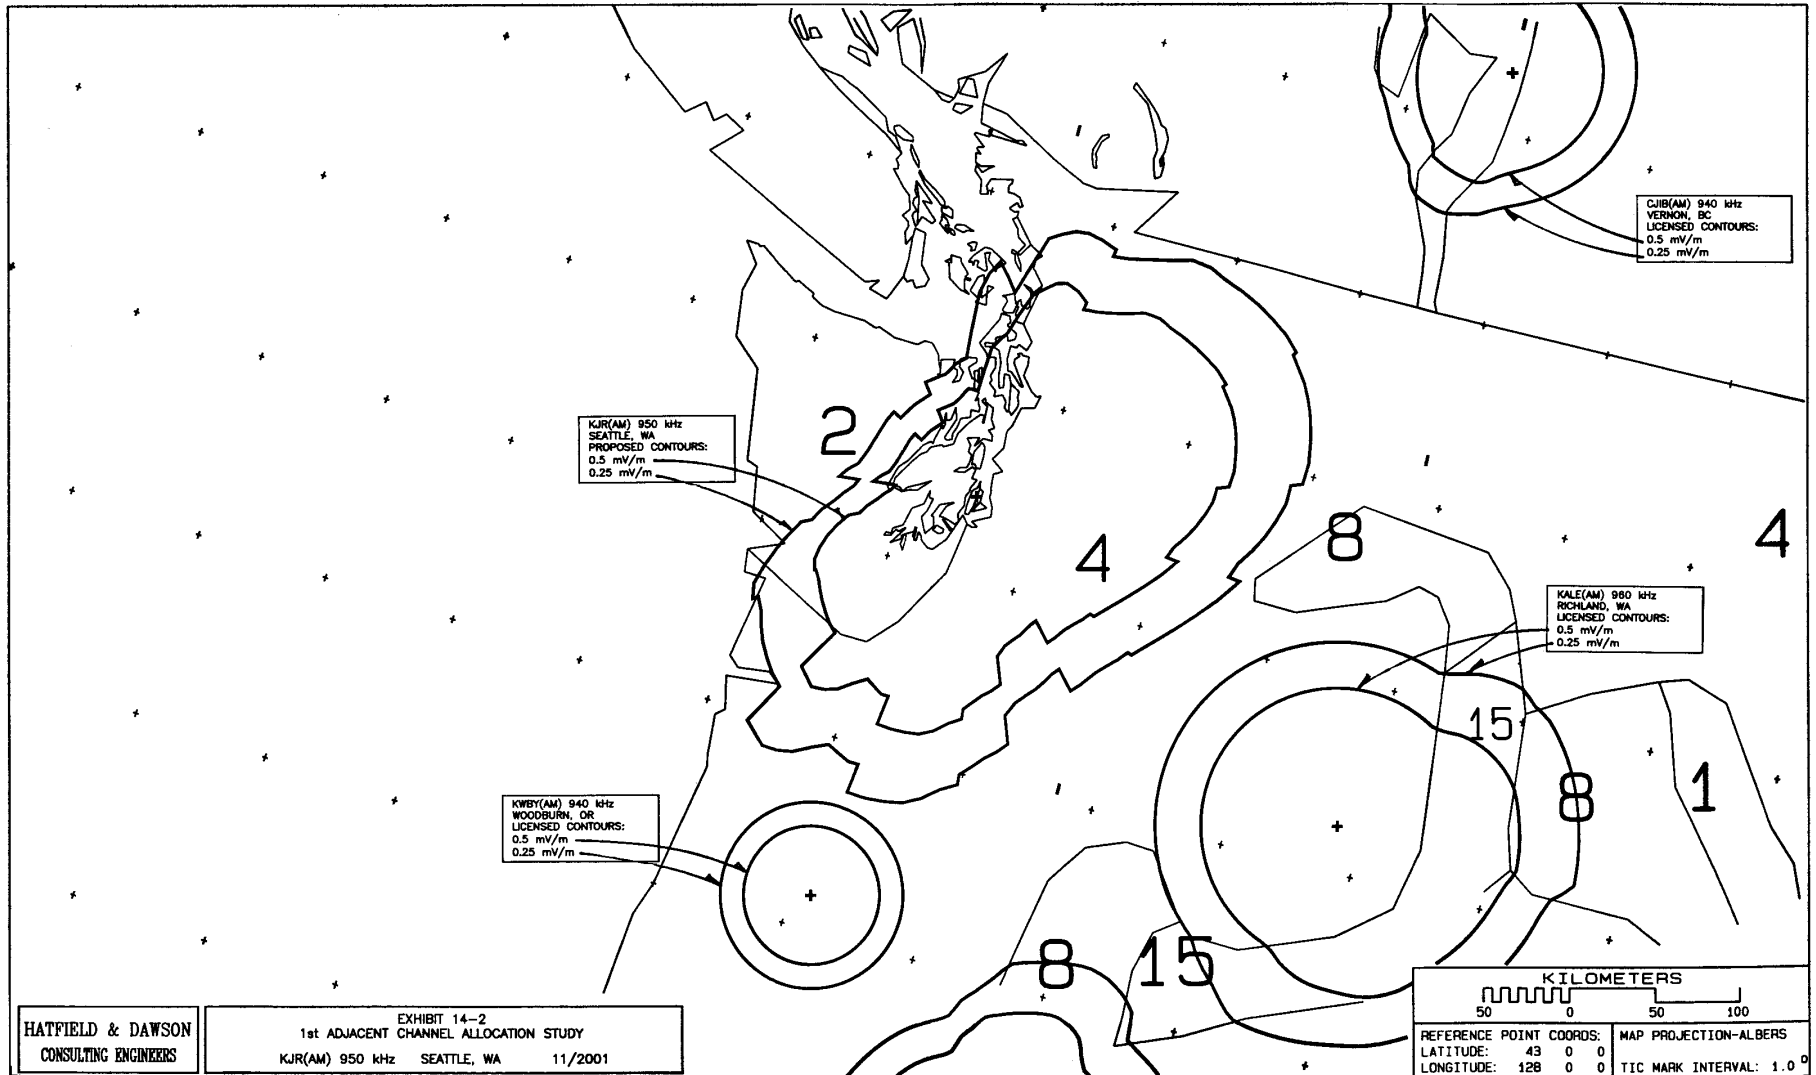 CJIB(AM) 940 kHz
VERNON, BC
LICENSED CONTOURS:
0.5 mV/m
0.25 mV/m
KJR(AM) 950 kHz
SEATTLE, WA
PROPOSED CONTOURS:
0.5 mV/m
0.25 mV/m
2
4
8
4
KALE(AM) 960 kHz
RICHLAND, WA
LICENSED CONTOURS:
0.5 mV/m
0.25 mV/m
15
8
1
KWBY(AM) 940 kHz
WOODBURN, OR
LICENSED CONTOURS:
0.5 mV/m
0.25 mV/m
8
15
HATFIELD & DAWSON
CONSULTING ENGINEERS
EXHIBIT 14-2
1st ADJACENT CHANNEL ALLOCATION STUDY
KJR(AM) 950 kHz SEATTLE, WA 11/2001
KILOMETERS
50 0 50 100
REFERENCE POINT COORDS:
LATITUDE: 43 0 0
LONGITUDE: 128 0 0
MAP PROJECTION-ALBERS
TIC MARK INTERVAL: 1.0°